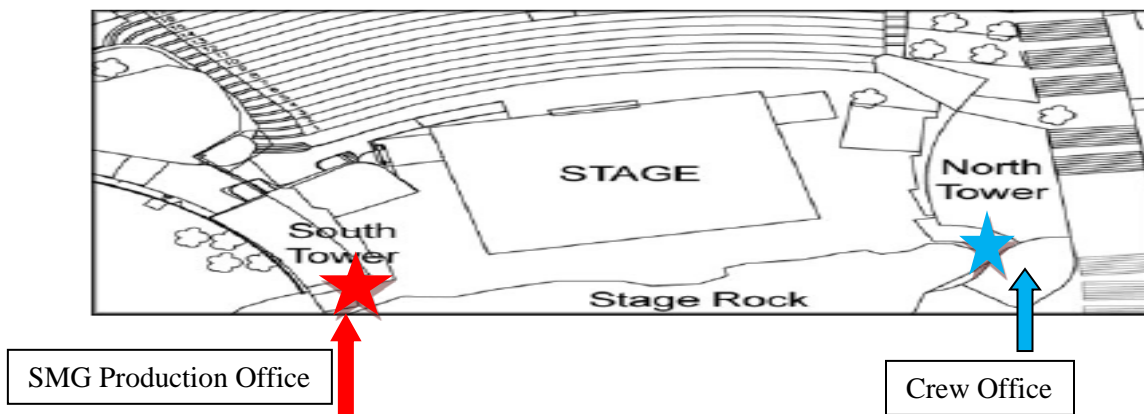 STAGE
North
Tower
South
Tower
Stage Rock
SMG Production Office
Crew Office